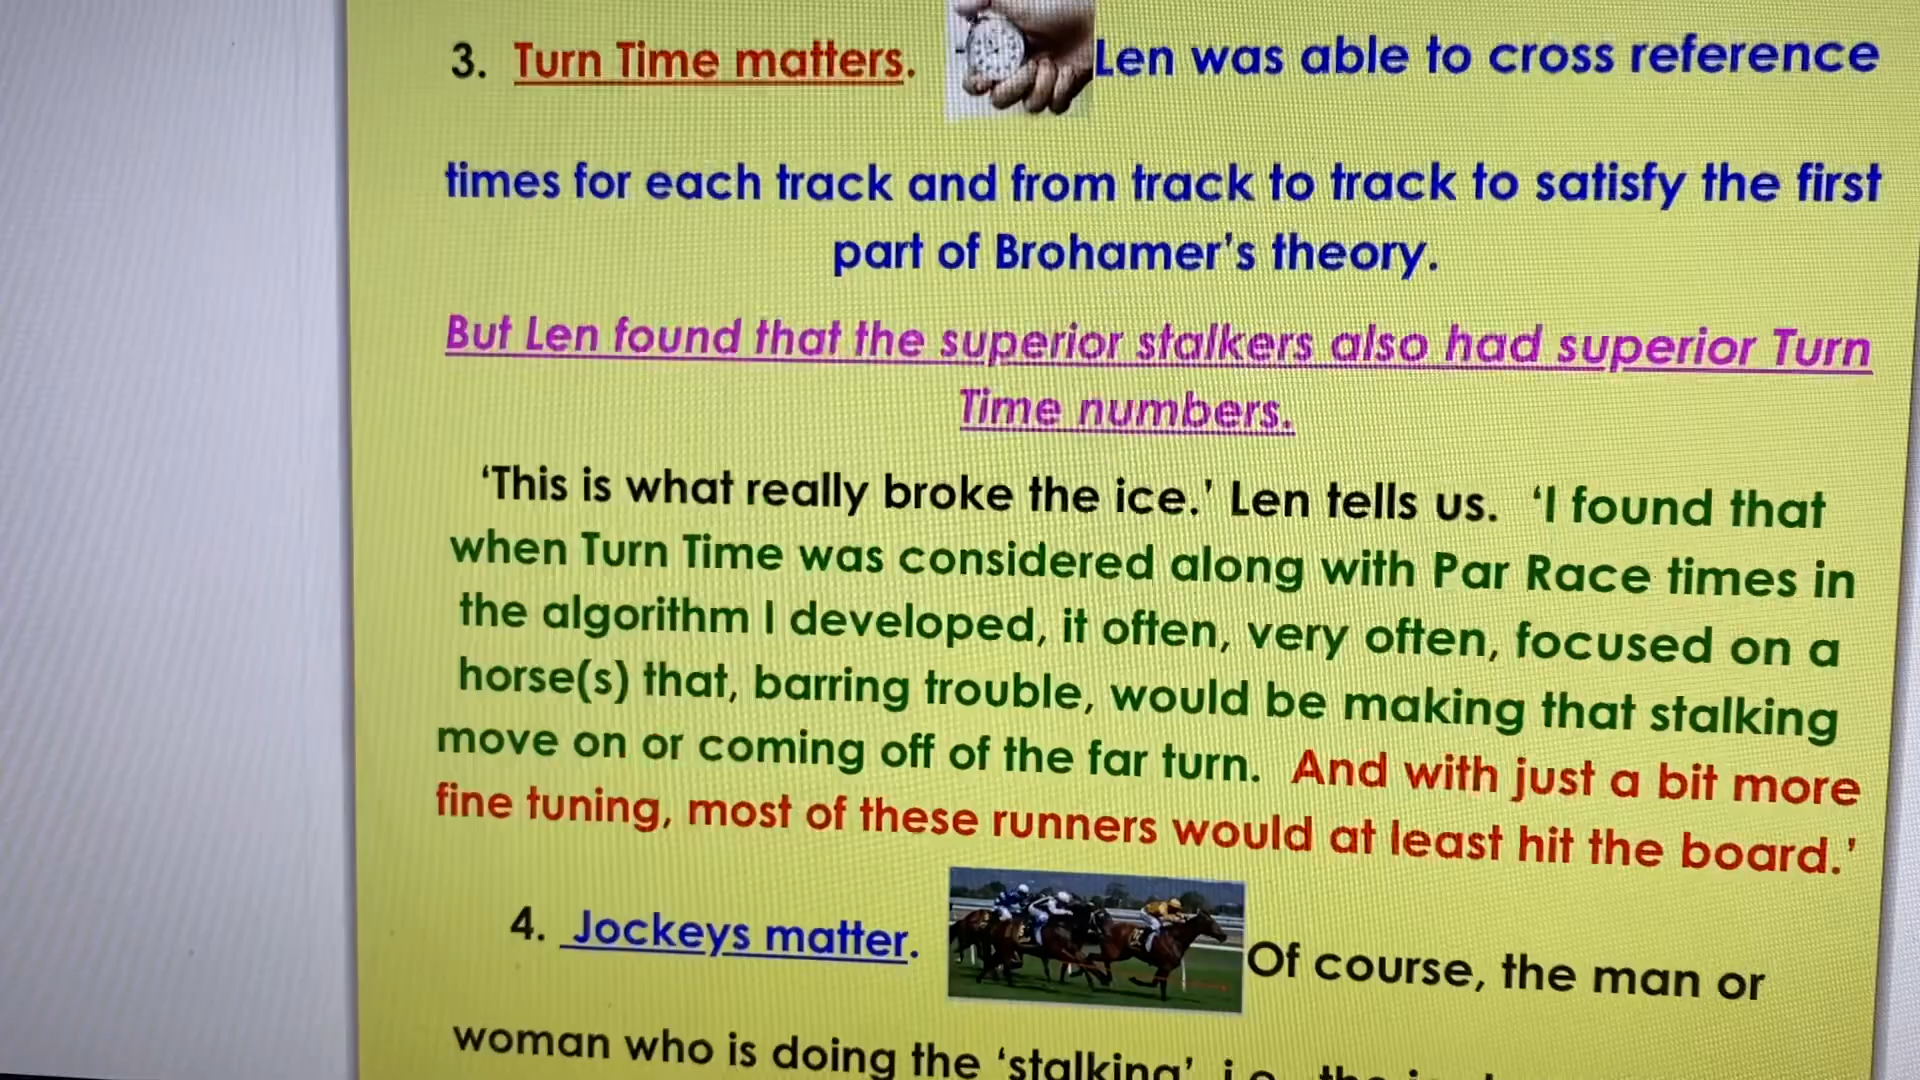 3. Turn Time matters. Len was able to cross reference
times for each track and from track to track to satisfy the first
part of Brohamer's theory.
But Len found that the superior stalkers also had superior Turn
Time numbers.
‘This is what really broke the ice.’ Len tells us. ‘I found that
when Turn Time was considered along with Par Race times in
the algorithm I developed, it often, very often, focused on a
horse(s) that, barring trouble, would be making that stalking
move on or coming off of the far turn. And with just a bit more
fine tuning, most of these runners would at least hit the board.’
4. Jockeys matter. Of course, the man or
woman who is doing the ‘stalking’, i.e., the